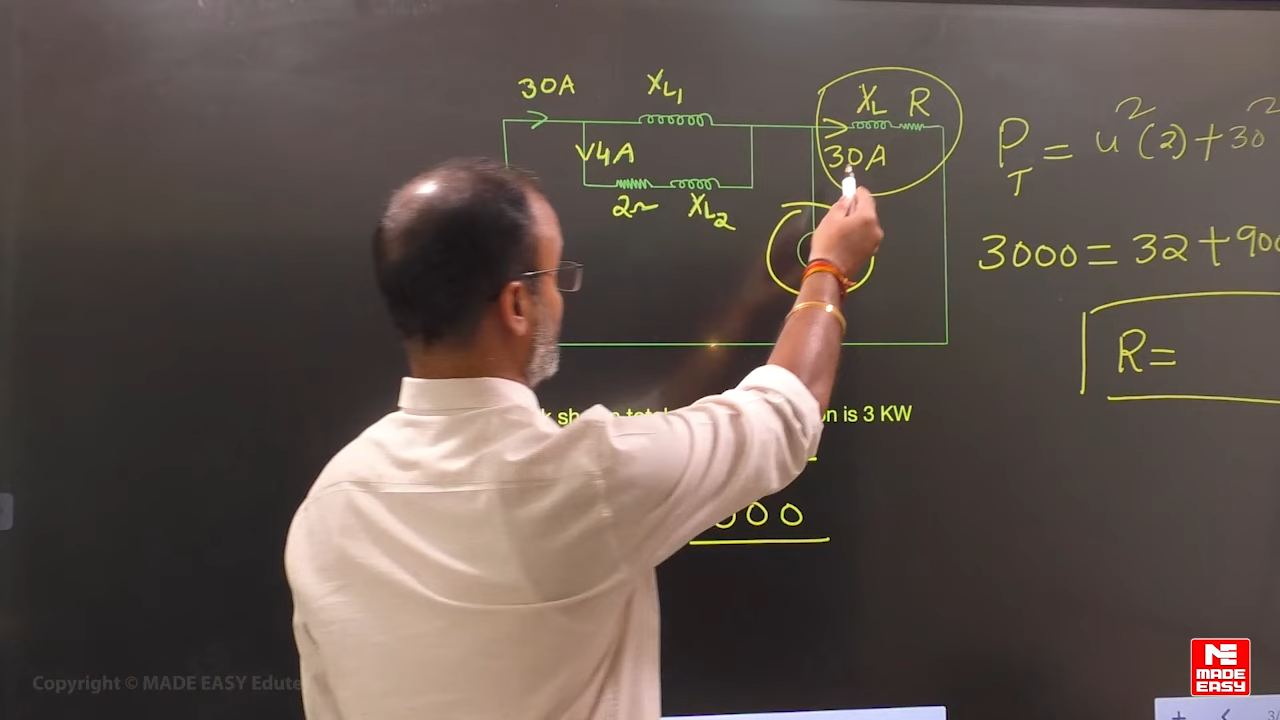 30A XL1 XL R
4A 30A
2Ω XL2
PT = 4²(2) + 30²
3000 = 32 + 900
R =
is 3 KW
000
Copyright © MADE EASY Edute
MADE EASY